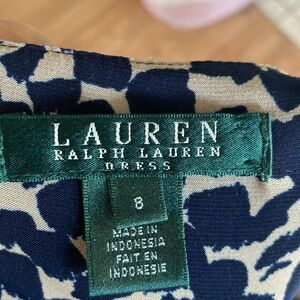 LAUREN
RALPH LAUREN
DRESS
8
MADE IN
INDONESIA
FAIT EN
INDONESIE